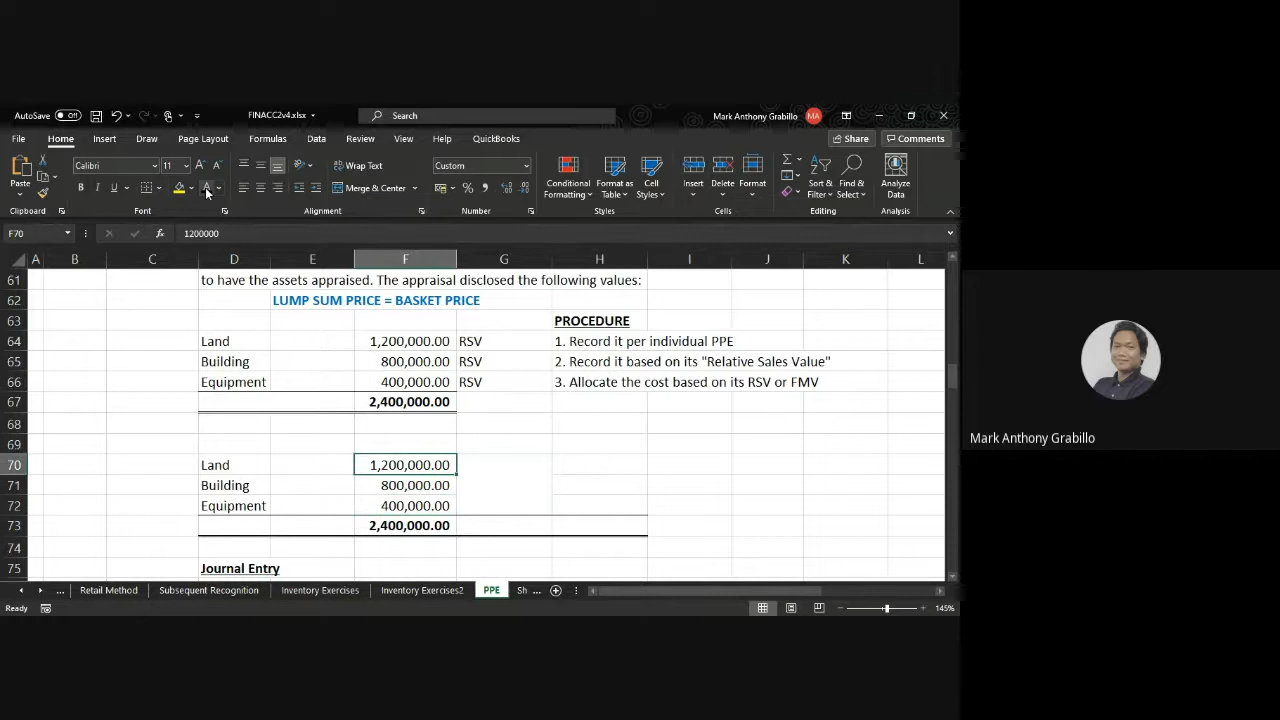 AutoSave Off FINACC2v4.xlsx Search Mark Anthony Grabillo MA
File Home Insert Draw Page Layout Formulas Data Review View Help QuickBooks Share Comments
Calibri 11 Wrap Text Custom
Paste B I U A Merge & Center % , Conditional Formatting Format as Table Cell Styles Insert Delete Format Sort & Filter Find & Select Analyze Data
Clipboard Font Alignment Number Styles Cells Editing Analysis
F70 fx 1200000
A B C D E F G H I J K L
61 to have the assets appraised. The appraisal disclosed the following values:
62 LUMP SUM PRICE = BASKET PRICE
63 PROCEDURE
64 Land 1,200,000.00 RSV 1. Record it per individual PPE
65 Building 800,000.00 RSV 2. Record it based on its "Relative Sales Value"
66 Equipment 400,000.00 RSV 3. Allocate the cost based on its RSV or FMV
67 2,400,000.00
68
69
70 Land 1,200,000.00
71 Building 800,000.00
72 Equipment 400,000.00
73 2,400,000.00
74
75 Journal Entry
... Retail Method Subsequent Recognition Inventory Exercises Inventory Exercises2 PPE Sh ...
Ready 145%
Mark Anthony Grabillo